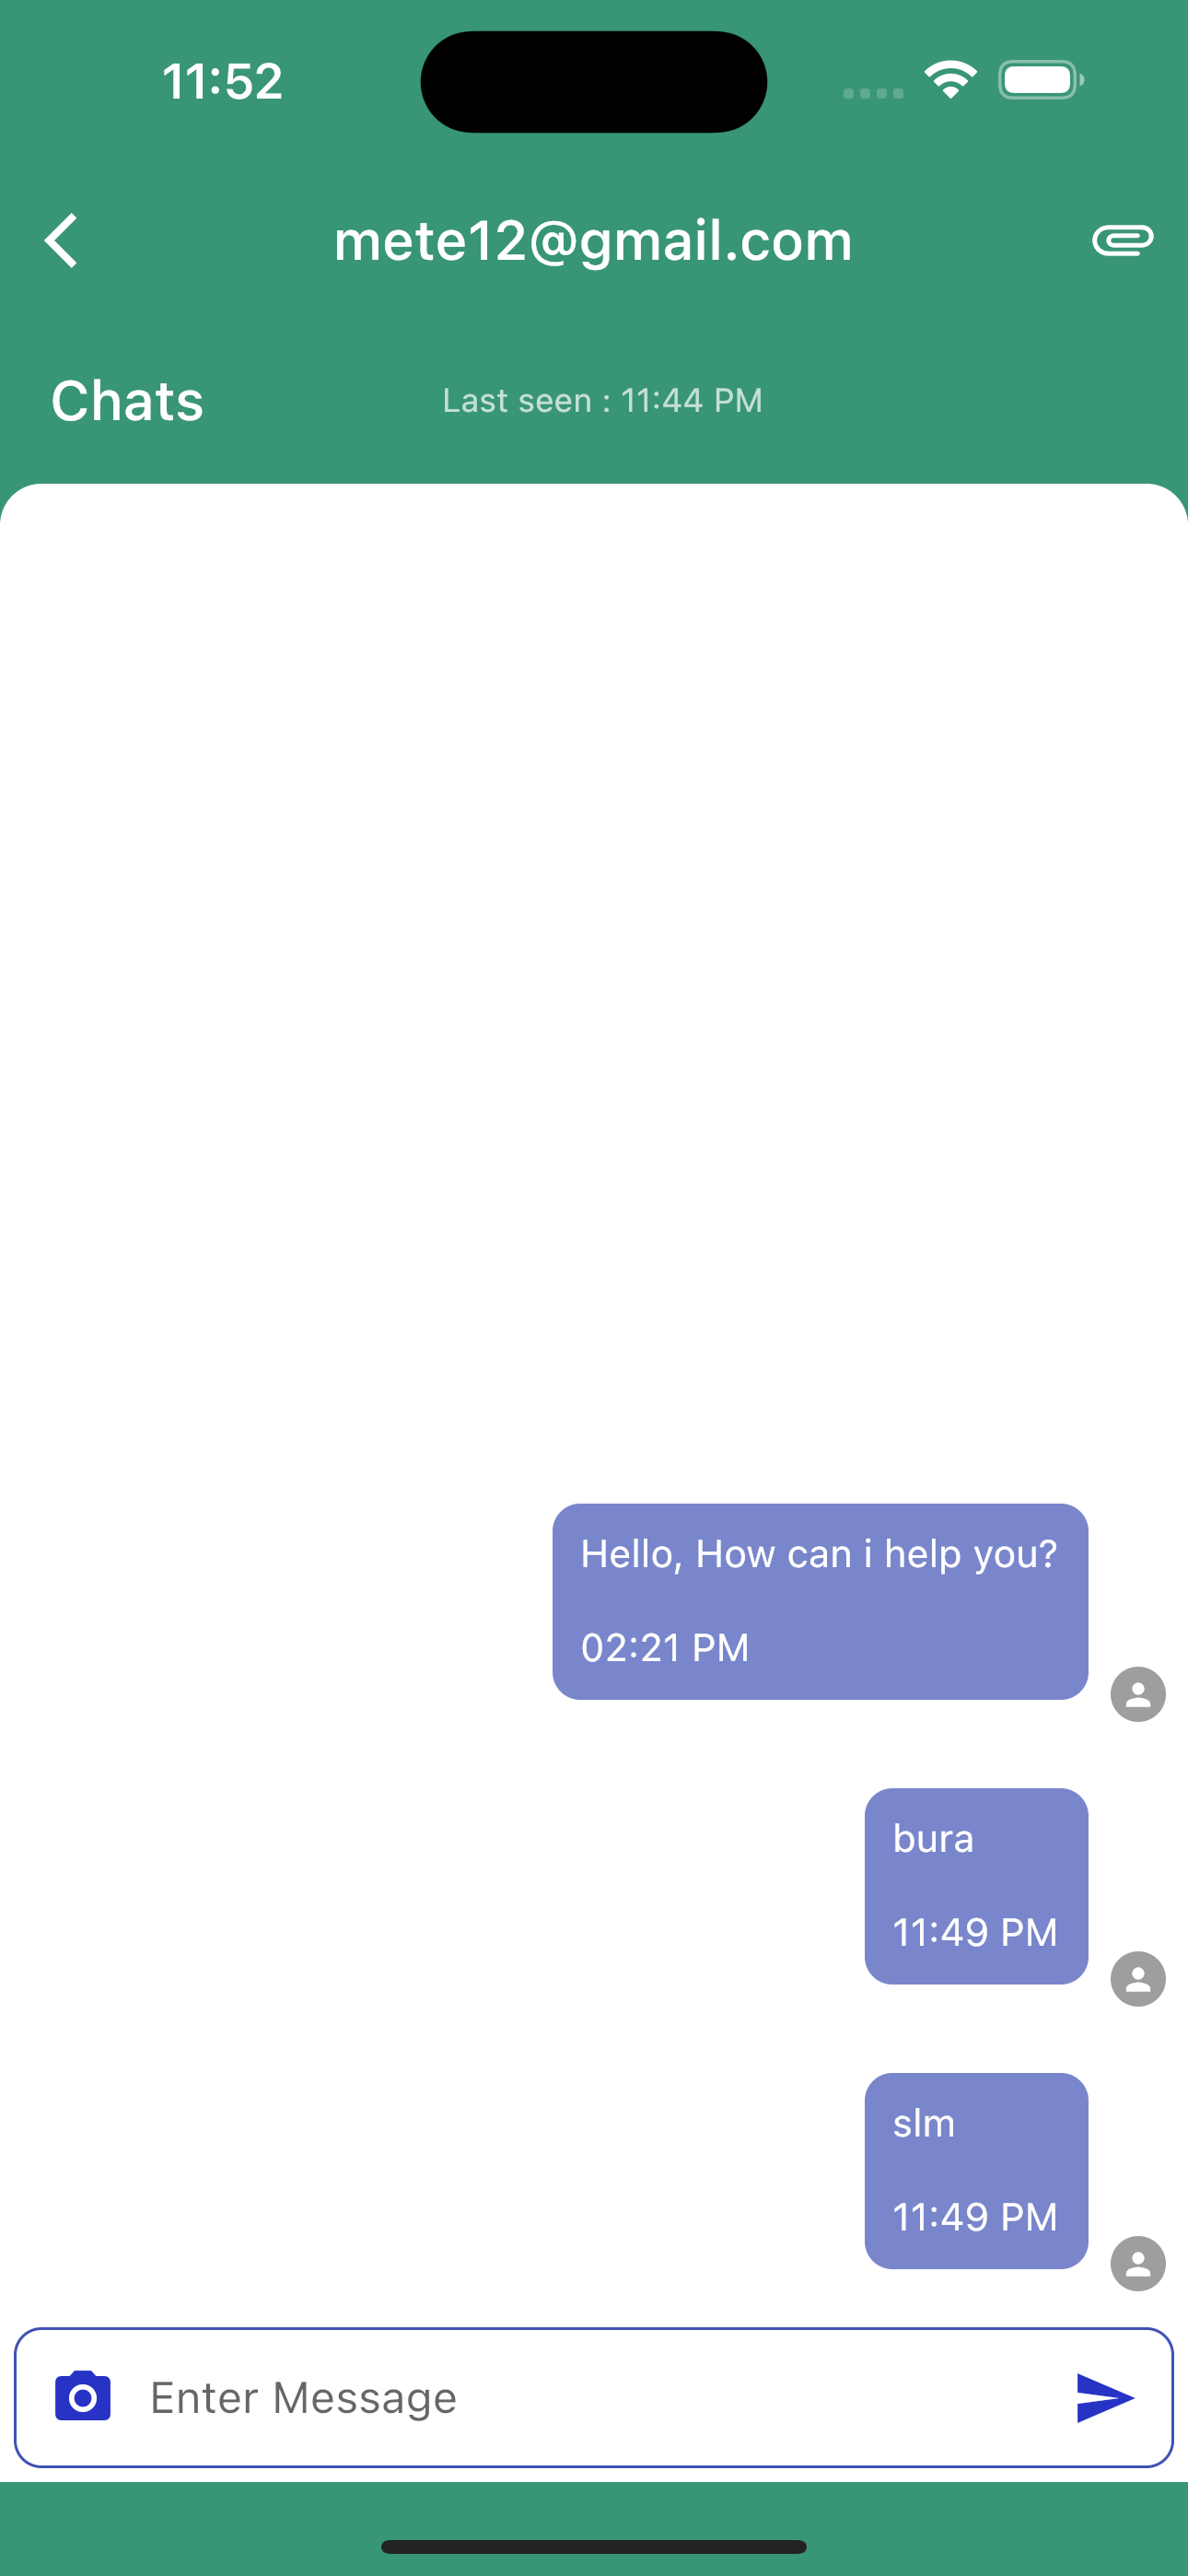 11:52
mete12@gmail.com
Chats
Last seen : 11:44 PM
Hello, How can i help you?
02:21 PM
bura
11:49 PM
slm
11:49 PM
Enter Message